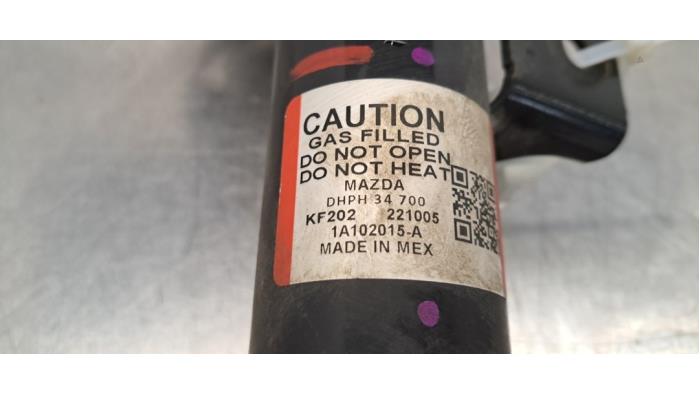 CAUTION
GAS FILLED
DO NOT OPEN
DO NOT HEAT
MAZDA
DHPH 34 700
KF202 221005
1A102015-A
MADE IN MEX